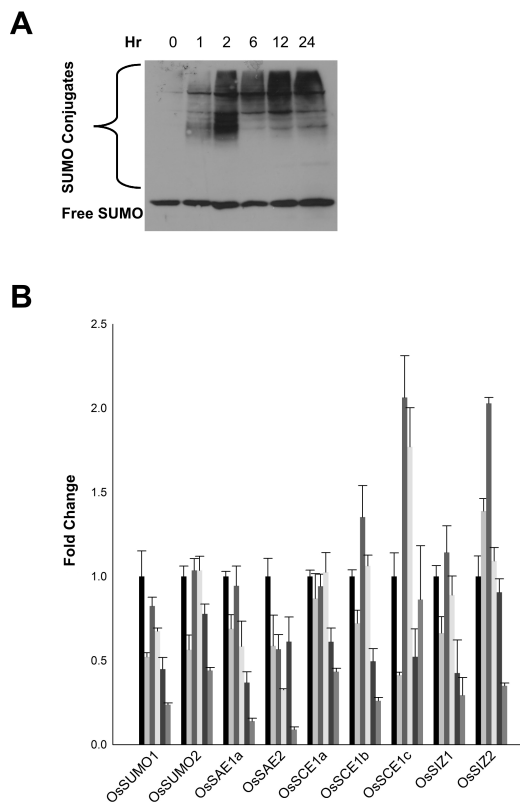 A
Hr 0 1 2 6 12 24
SUMO Conjugates
Free SUMO
B
Fold Change
2.5
2.0
1.5
1.0
0.5
0.0
OsSUMO1
OsSUMO2
OsSAE1a
OsSAE2
OsSCE1a
OsSCE1b
OsSCE1c
OsSIZ1
OsSIZ2